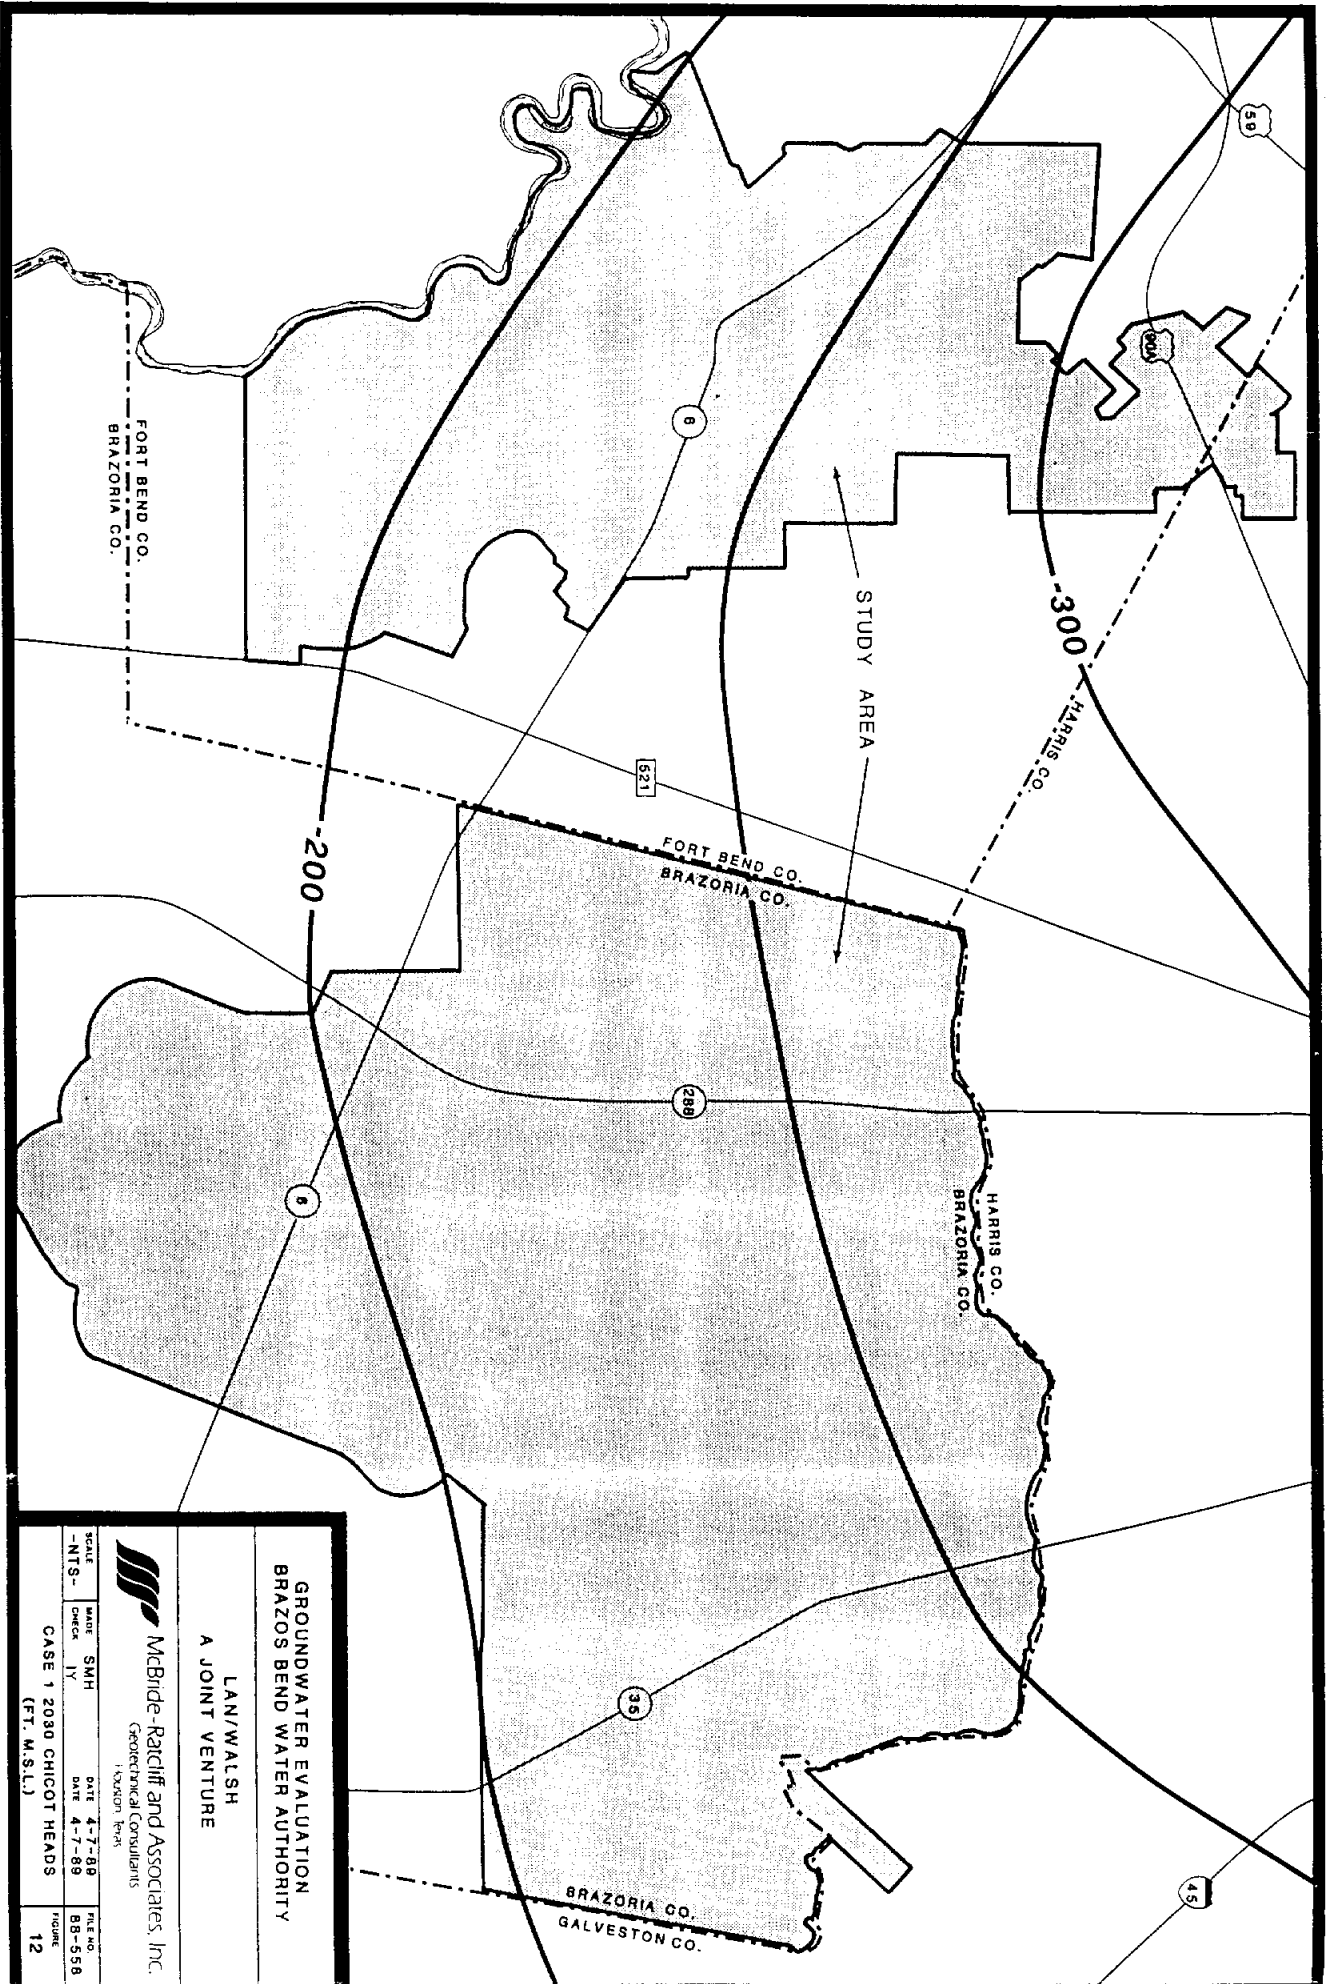 59
90A
6
-300
HARRIS CO.
STUDY AREA
FORT BEND CO.
BRAZORIA CO.
521
FORT BEND CO.
BRAZORIA CO.
-200
288
HARRIS CO.
BRAZORIA CO.
6
35
45
BRAZORIA CO.
GALVESTON CO.
GROUNDWATER EVALUATION
BRAZOS BEND WATER AUTHORITY
LAN/WALSH
A JOINT VENTURE
McBride-Ratcliff and Associates, Inc.
Geotechnical Consultants
Houston, Texas
SCALE -NTS-
MADE SMH DATE 4-7-89
CHECK IY DATE 4-7-89
FILE NO. 88-558
CASE 1 2030 CHICOT HEADS
(FT. M.S.L.)
FIGURE 12